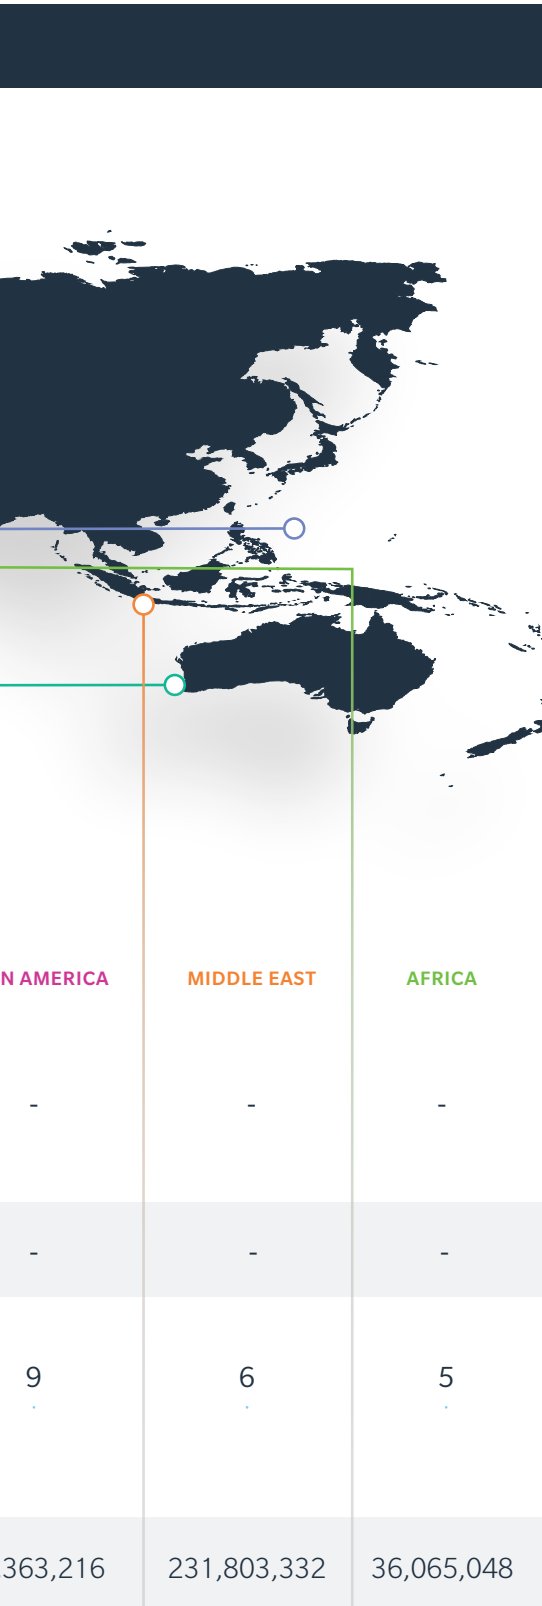 N AMERICA MIDDLE EAST AFRICA
- - -
- - -
9 6 5
363,216 231,803,332 36,065,048